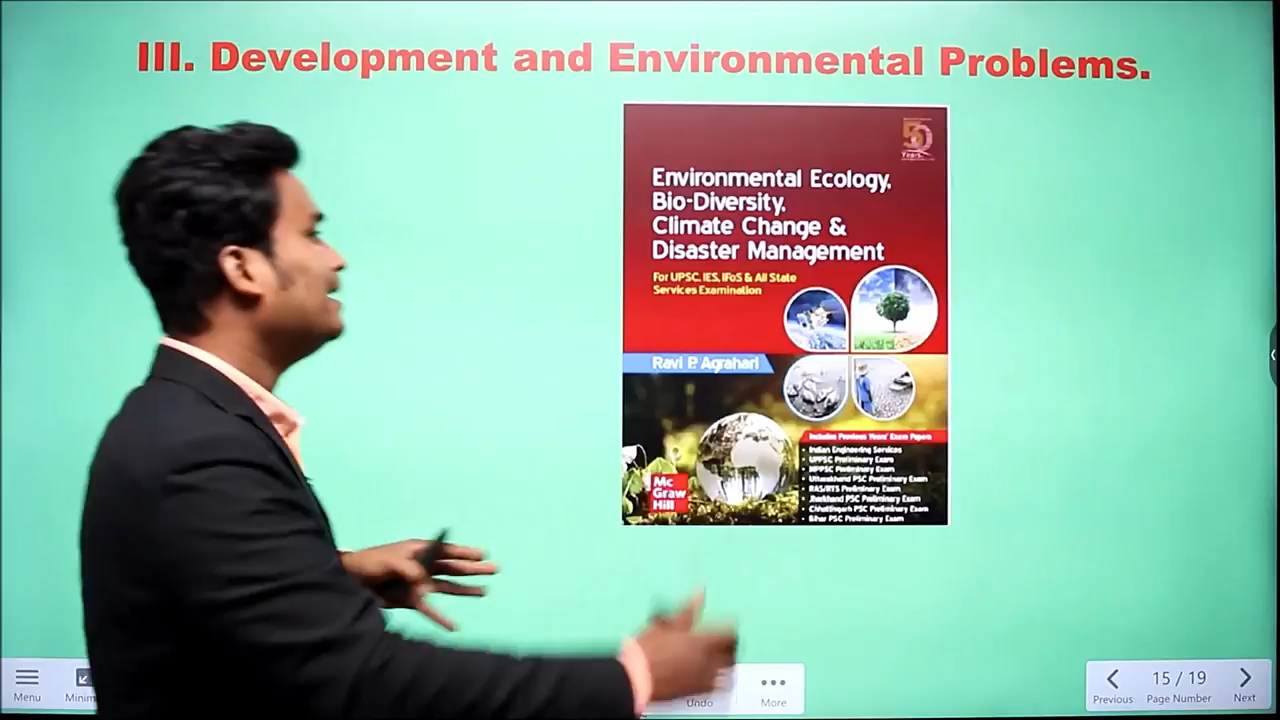 III. Development and Environmental Problems.
50
Years
Environmental Ecology,
Bio-Diversity,
Climate Change &
Disaster Management
For UPSC, IES, IFoS & All State
Services Examination
Ravi P. Agrahari
Includes Previous Years' Exam Papers
• Indian Engineering Services
• UPPSC Preliminary Exam
• MPPSC Preliminary Exam
• Uttarakhand PSC Preliminary Exam
• RAS/RTS Preliminary Exam
• Jharkhand PSC Preliminary Exam
• Chhattisgarh PSC Preliminary Exam
• Bihar PSC Preliminary Exam
Mc
Graw
Hill
Menu
Minim
Undo
More
15 / 19
Previous
Page Number
Next